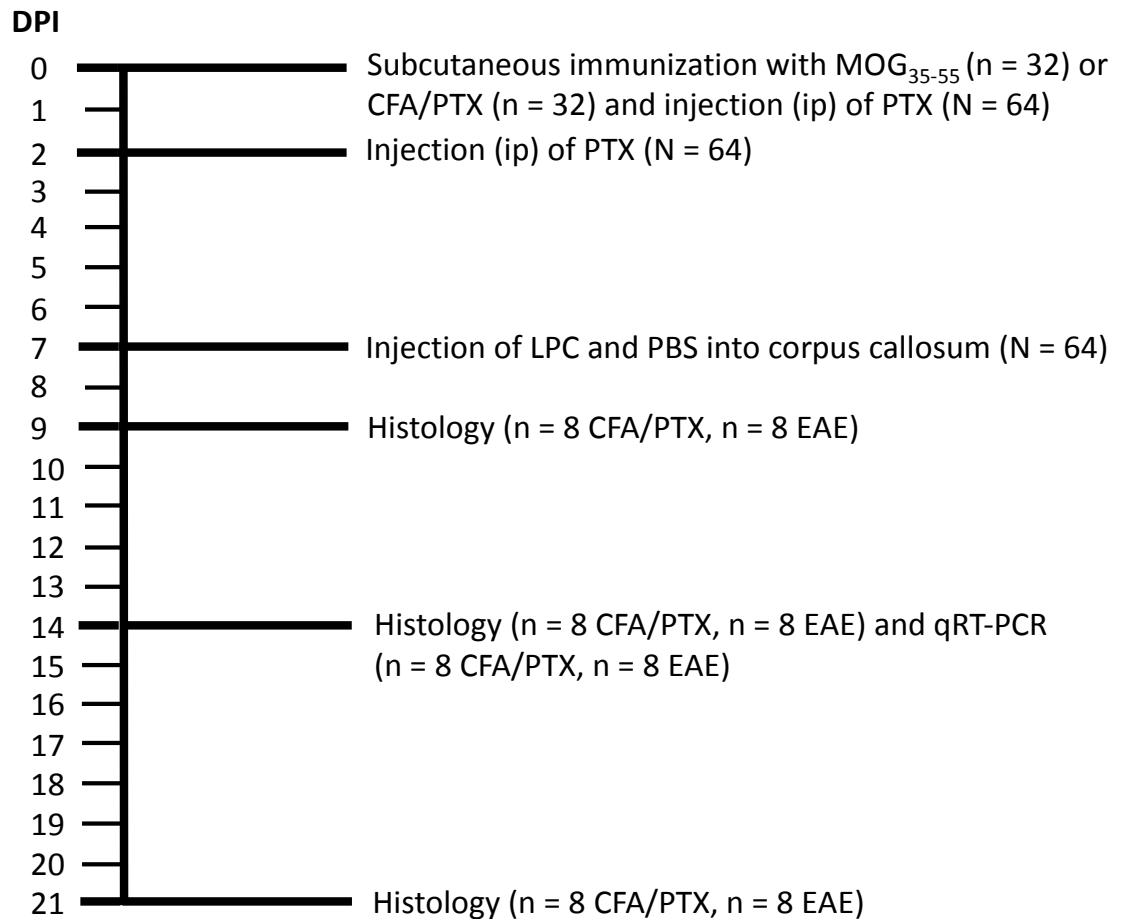 DPI
0 Subcutaneous immunization with MOG35-55 (n = 32) or
1 CFA/PTX (n = 32) and injection (ip) of PTX (N = 64)
2 Injection (ip) of PTX (N = 64)
3
4
5
6
7 Injection of LPC and PBS into corpus callosum (N = 64)
8
9 Histology (n = 8 CFA/PTX, n = 8 EAE)
10
11
12
13
14 Histology (n = 8 CFA/PTX, n = 8 EAE) and qRT-PCR
15 (n = 8 CFA/PTX, n = 8 EAE)
16
17
18
19
20
21 Histology (n = 8 CFA/PTX, n = 8 EAE)